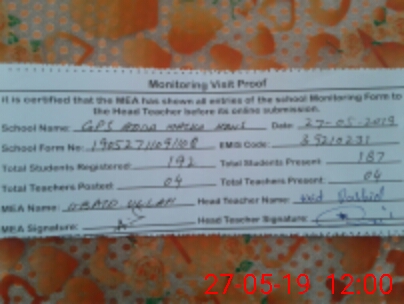 Monitoring Visit Proof
It is certified that the MEA has shown all entries of the school Monitoring Form to
the Head Teacher before its online submission.
School Name: GPS Date: 27-05-2019
School Form No: EMIS Code:
Total Students Registered: 192 Total Students Present: 187
Total Teachers Posted: 04 Total Teachers Present: 04
MEA Name: UBAID ULLAH Head Teacher Name:
MEA Signature: Head Teacher Signature:
27-05-19 12:00